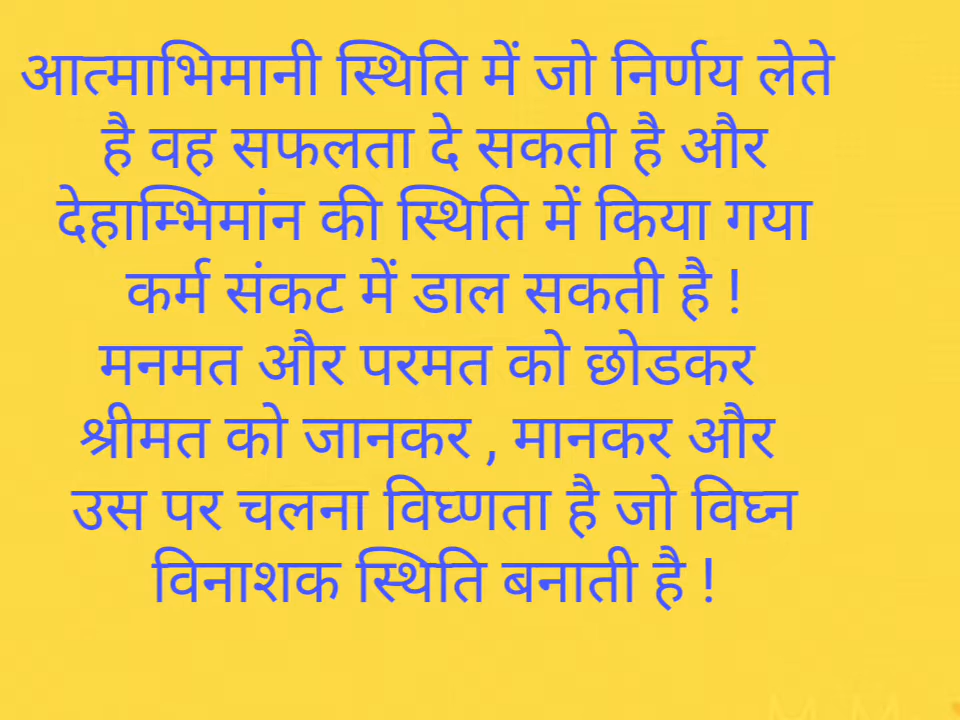 आत्माभिमानी स्थिति में जो निर्णय लेते
है वह सफलता दे सकती है और
देहाम्भिमांन की स्थिति में किया गया
कर्म संकट में डाल सकती है !
मनमत और परमत को छोडकर
श्रीमत को जानकर , मानकर और
उस पर चलना विघ्णता है जो विघ्न
विनाशक स्थिति बनाती है !